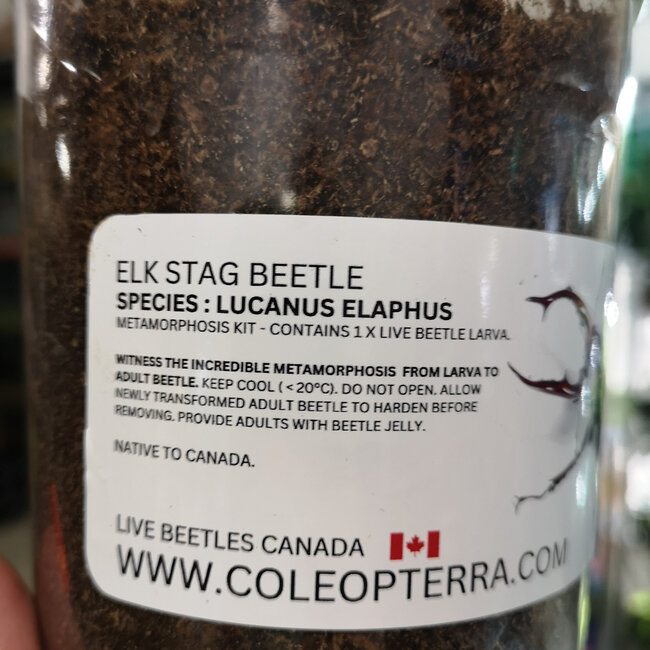 ELK STAG BEETLE
SPECIES : LUCANUS ELAPHUS
METAMORPHOSIS KIT - CONTAINS 1 X LIVE BEETLE LARVA.
WITNESS THE INCREDIBLE METAMORPHOSIS FROM LARVA TO
ADULT BEETLE. KEEP COOL ( < 20°C). DO NOT OPEN. ALLOW
NEWLY TRANSFORMED ADULT BEETLE TO HARDEN BEFORE
REMOVING. PROVIDE ADULTS WITH BEETLE JELLY.
NATIVE TO CANADA.
LIVE BEETLES CANADA
WWW.COLEOPTERRA.COM